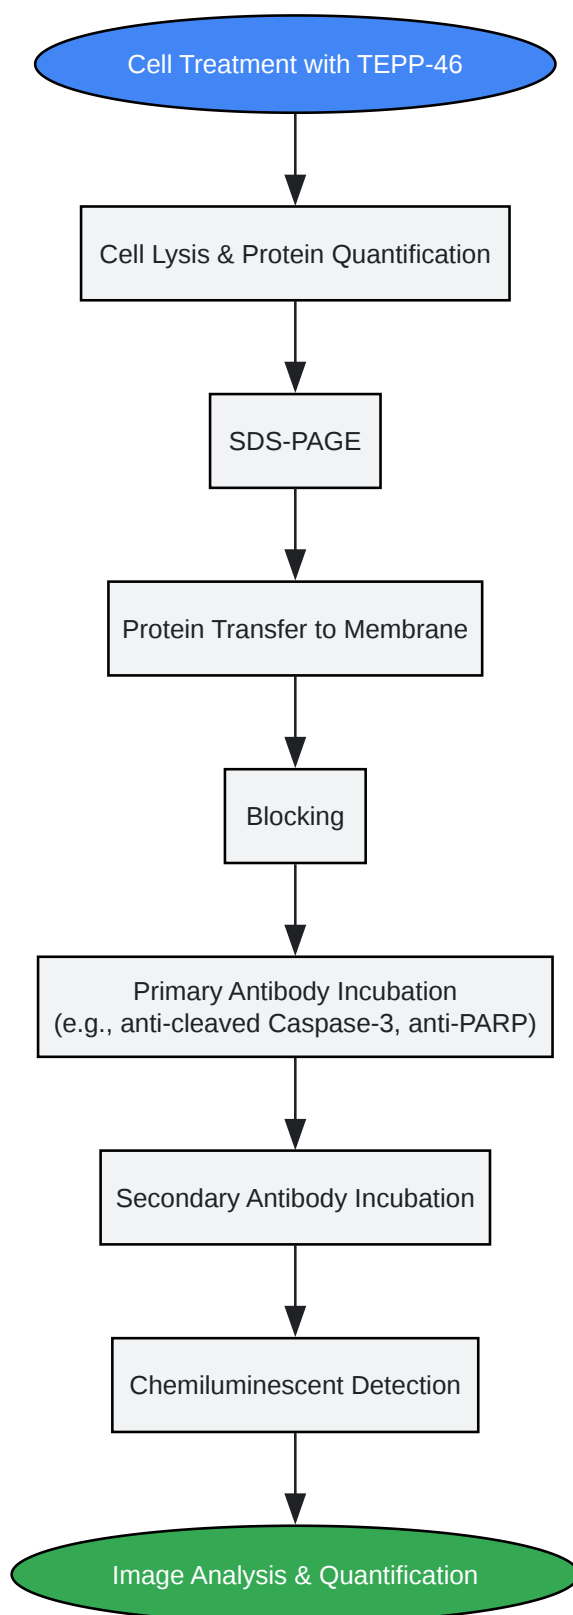 Cell Treatment with TEPP-46
Cell Lysis & Protein Quantification
SDS-PAGE
Protein Transfer to Membrane
Blocking
Primary Antibody Incubation
(e.g., anti-cleaved Caspase-3, anti-PARP)
Secondary Antibody Incubation
Chemiluminescent Detection
Image Analysis & Quantification